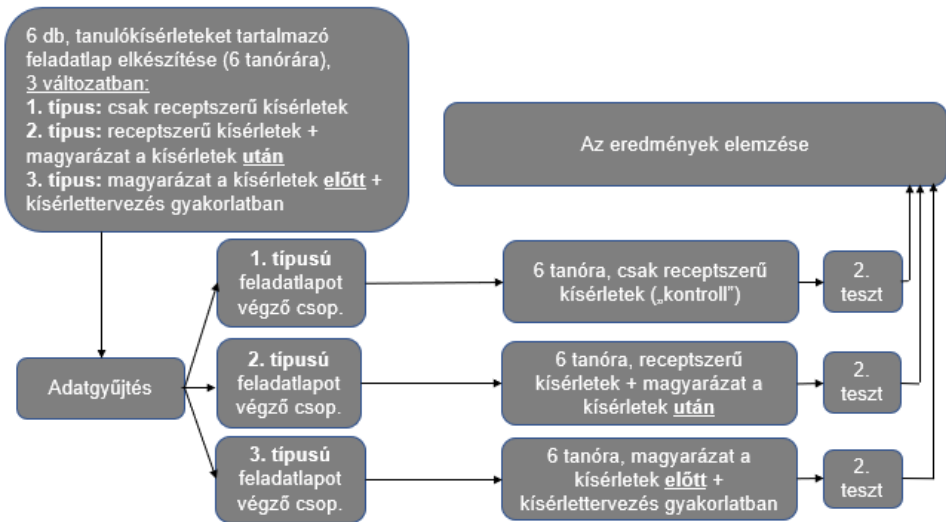 6 db, tanulókísérleteket tartalmazó
feladatlap elkészítése (6 tanórára),
3 változatban:
1. típus: csak receptszerű kísérletek
2. típus: receptszerű kísérletek +
magyarázat a kísérletek után
3. típus: magyarázat a kísérletek előtt +
kísérlettervezés gyakorlatban
Az eredmények elemzése
Adatgyűjtés
1. típusú
feladatlapot
végző csop.
6 tanóra, csak receptszerű
kísérletek („kontroll”)
2.
teszt
2. típusú
feladatlapot
végző csop.
6 tanóra, receptszerű
kísérletek + magyarázat a
kísérletek után
2.
teszt
3. típusú
feladatlapot
végző csop.
6 tanóra, magyarázat a
kísérletek előtt +
kísérlettervezés gyakorlatban
2.
teszt